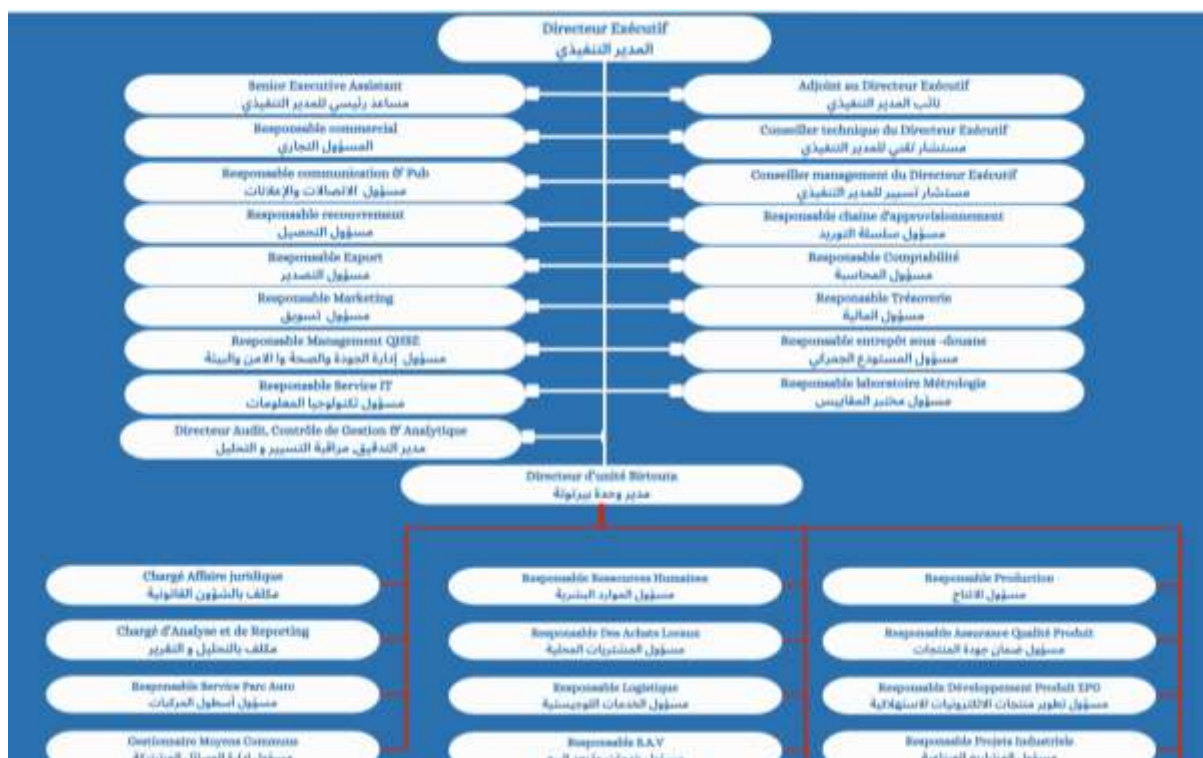 Directeur Exécutif
المدير التنفيذي
Senior Executive Assistant
مساعد رئيسي للمدير التنفيذي
Adjoint au Directeur Exécutif
نائب المدير التنفيذي
Responsable commercial
المسؤول التجاري
Conseiller technique du Directeur Exécutif
مستشار تقني للمدير التنفيذي
Responsable communication & Pub
مسؤول الاتصالات والإعلانات
Conseiller management du Directeur Exécutif
مستشار تسيير للمدير التنفيذي
Responsable recouvrement
مسؤول التحصيل
Responsable chaine d'approvisionnement
مسؤول سلسلة التوريد
Responsable Export
مسؤول التصدير
Responsable Comptabilité
مسؤول المحاسبة
Responsable Marketing
مسؤول تسويق
Responsable Trésorerie
مسؤول المالية
Responsable Management QHSE
مسؤول إدارة الجودة والصحة وا الامن والبيئة
Responsable entrepôt sous -douane
مسؤول المستودع الجمركي
Responsable Service IT
مسؤول تكنولوجيا المعلومات
Responsable laboratoire Métrologie
مسؤول مختبر المقاييس
Directeur Audit, Contrôle de Gestion & Analytique
مدير التدقيق, مراقبة التسيير و التحليل
Directeur d'unité Birtouta
مدير وحدة بيرتوتة
Chargé Affaire juridique
مكلف بالشؤون القانونية
Responsable Ressources Humaines
مسؤول الموارد البشرية
Responsable Production
مسؤول الانتاج
Chargé d'Analyse et de Reporting
مكلف بالتحليل و التقرير
Responsable Des Achats Locaux
مسؤول المشتريات المحلية
Responsable Assurance Qualité Produit
مسؤول ضمان جودة المنتجات
Responsable Service Parc Auto
مسؤول أسطول المركبات
Responsable Logistique
مسؤول الخدمات اللوجيستية
Responsable Développement Produit EPG
مسؤول تطوير منتجات الالكترونيات للاستهلاكية
Gestionnaire Moyens Communs
Responsable S.A.V
Responsable Projets Industriels